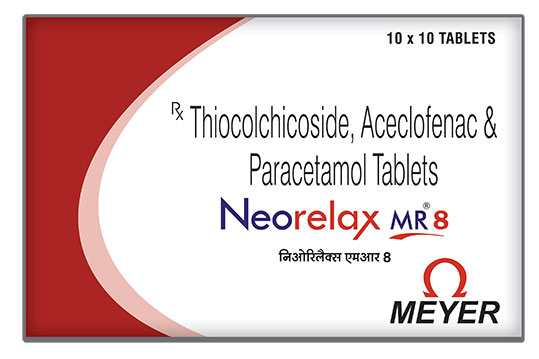 10 x 10 TABLETS
Rx Thiocolchicoside, Aceclofenac &
Paracetamol Tablets
Neorelax MR® 8
निओरिलैक्स एमआर 8
MEYER